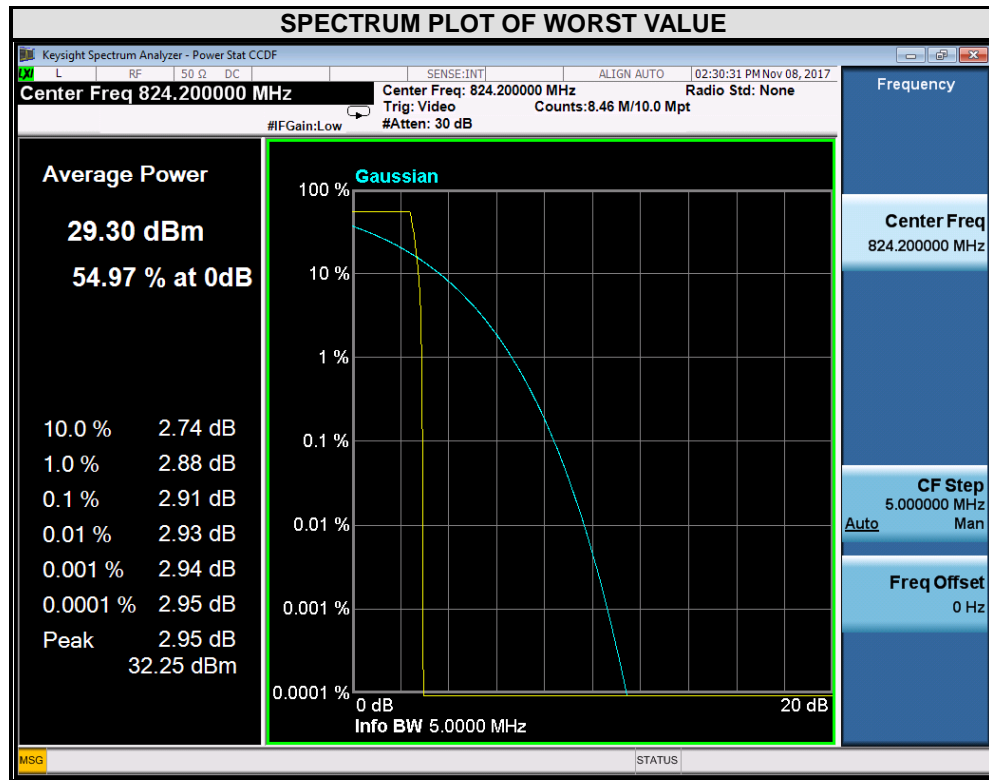 SPECTRUM PLOT OF WORST VALUE
Keysight Spectrum Analyzer - Power Stat CCDF
LXI L RF 50 Ω DC SENSE:INT ALIGN AUTO 02:30:31 PM Nov 08, 2017
Center Freq 824.200000 MHz
Center Freq: 824.200000 MHz Radio Std: None
Trig: Video Counts:8.46 M/10.0 Mpt
#IFGain:Low #Atten: 30 dB
Frequency
Average Power
29.30 dBm
54.97 % at 0dB
10.0 % 2.74 dB
1.0 % 2.88 dB
0.1 % 2.91 dB
0.01 % 2.93 dB
0.001 % 2.94 dB
0.0001 % 2.95 dB
Peak 2.95 dB
32.25 dBm
Gaussian
100 %
10 %
1 %
0.1 %
0.01 %
0.001 %
0.0001 %
0 dB 20 dB
Info BW 5.0000 MHz
Center Freq
824.200000 MHz
CF Step
5.000000 MHz
Auto Man
Freq Offset
0 Hz
MSG STATUS